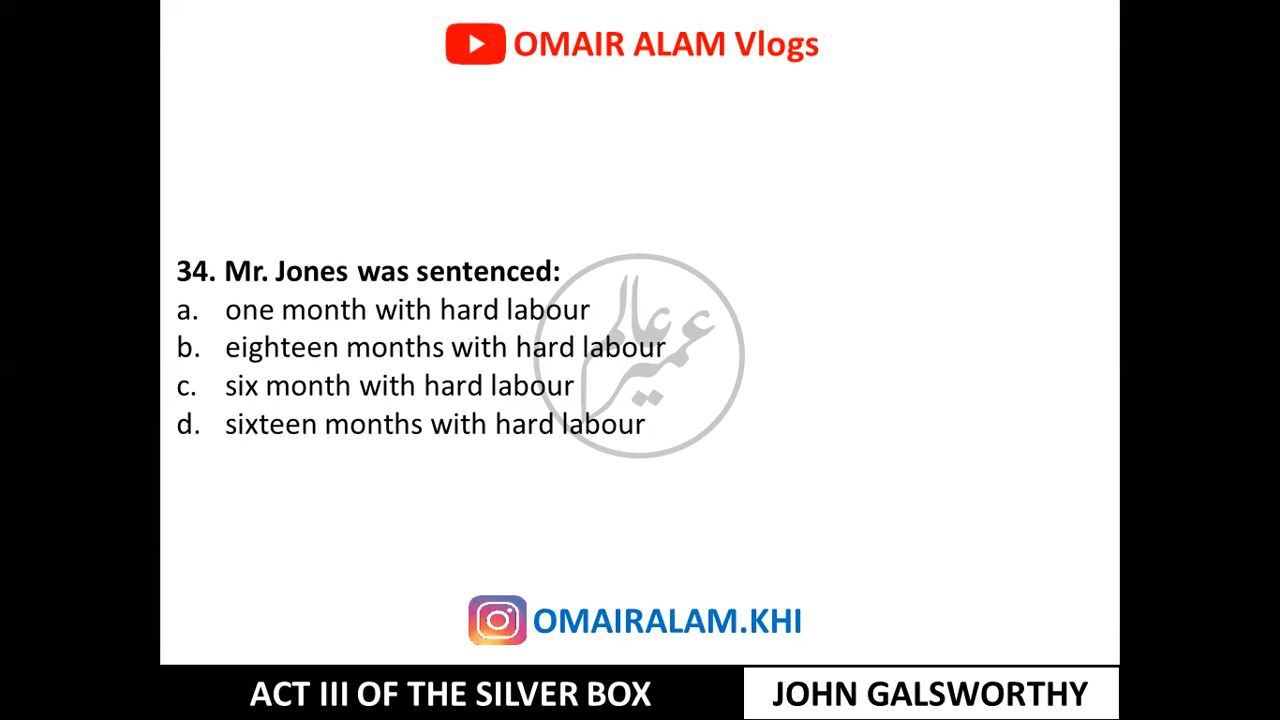 OMAIR ALAM Vlogs
34. Mr. Jones was sentenced:
a. one month with hard labour
b. eighteen months with hard labour
c. six month with hard labour
d. sixteen months with hard labour
عمیر عالم
OMAIRALAM.KHI
ACT III OF THE SILVER BOX
JOHN GALSWORTHY